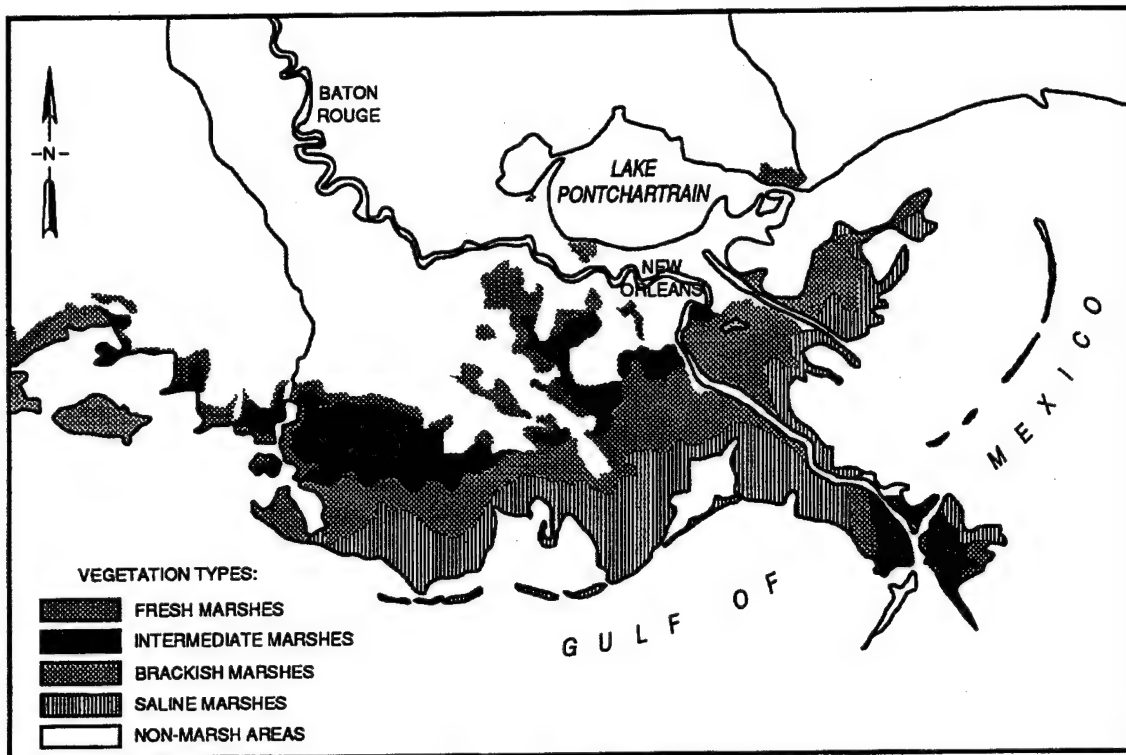 BATON
ROUGE
-N-
LAKE
PONTCHARTRAIN
NEW
ORLEANS
GULF OF
MEXICO
VEGETATION TYPES:
FRESH MARSHES
INTERMEDIATE MARSHES
BRACKISH MARSHES
SALINE MARSHES
NON-MARSH AREAS